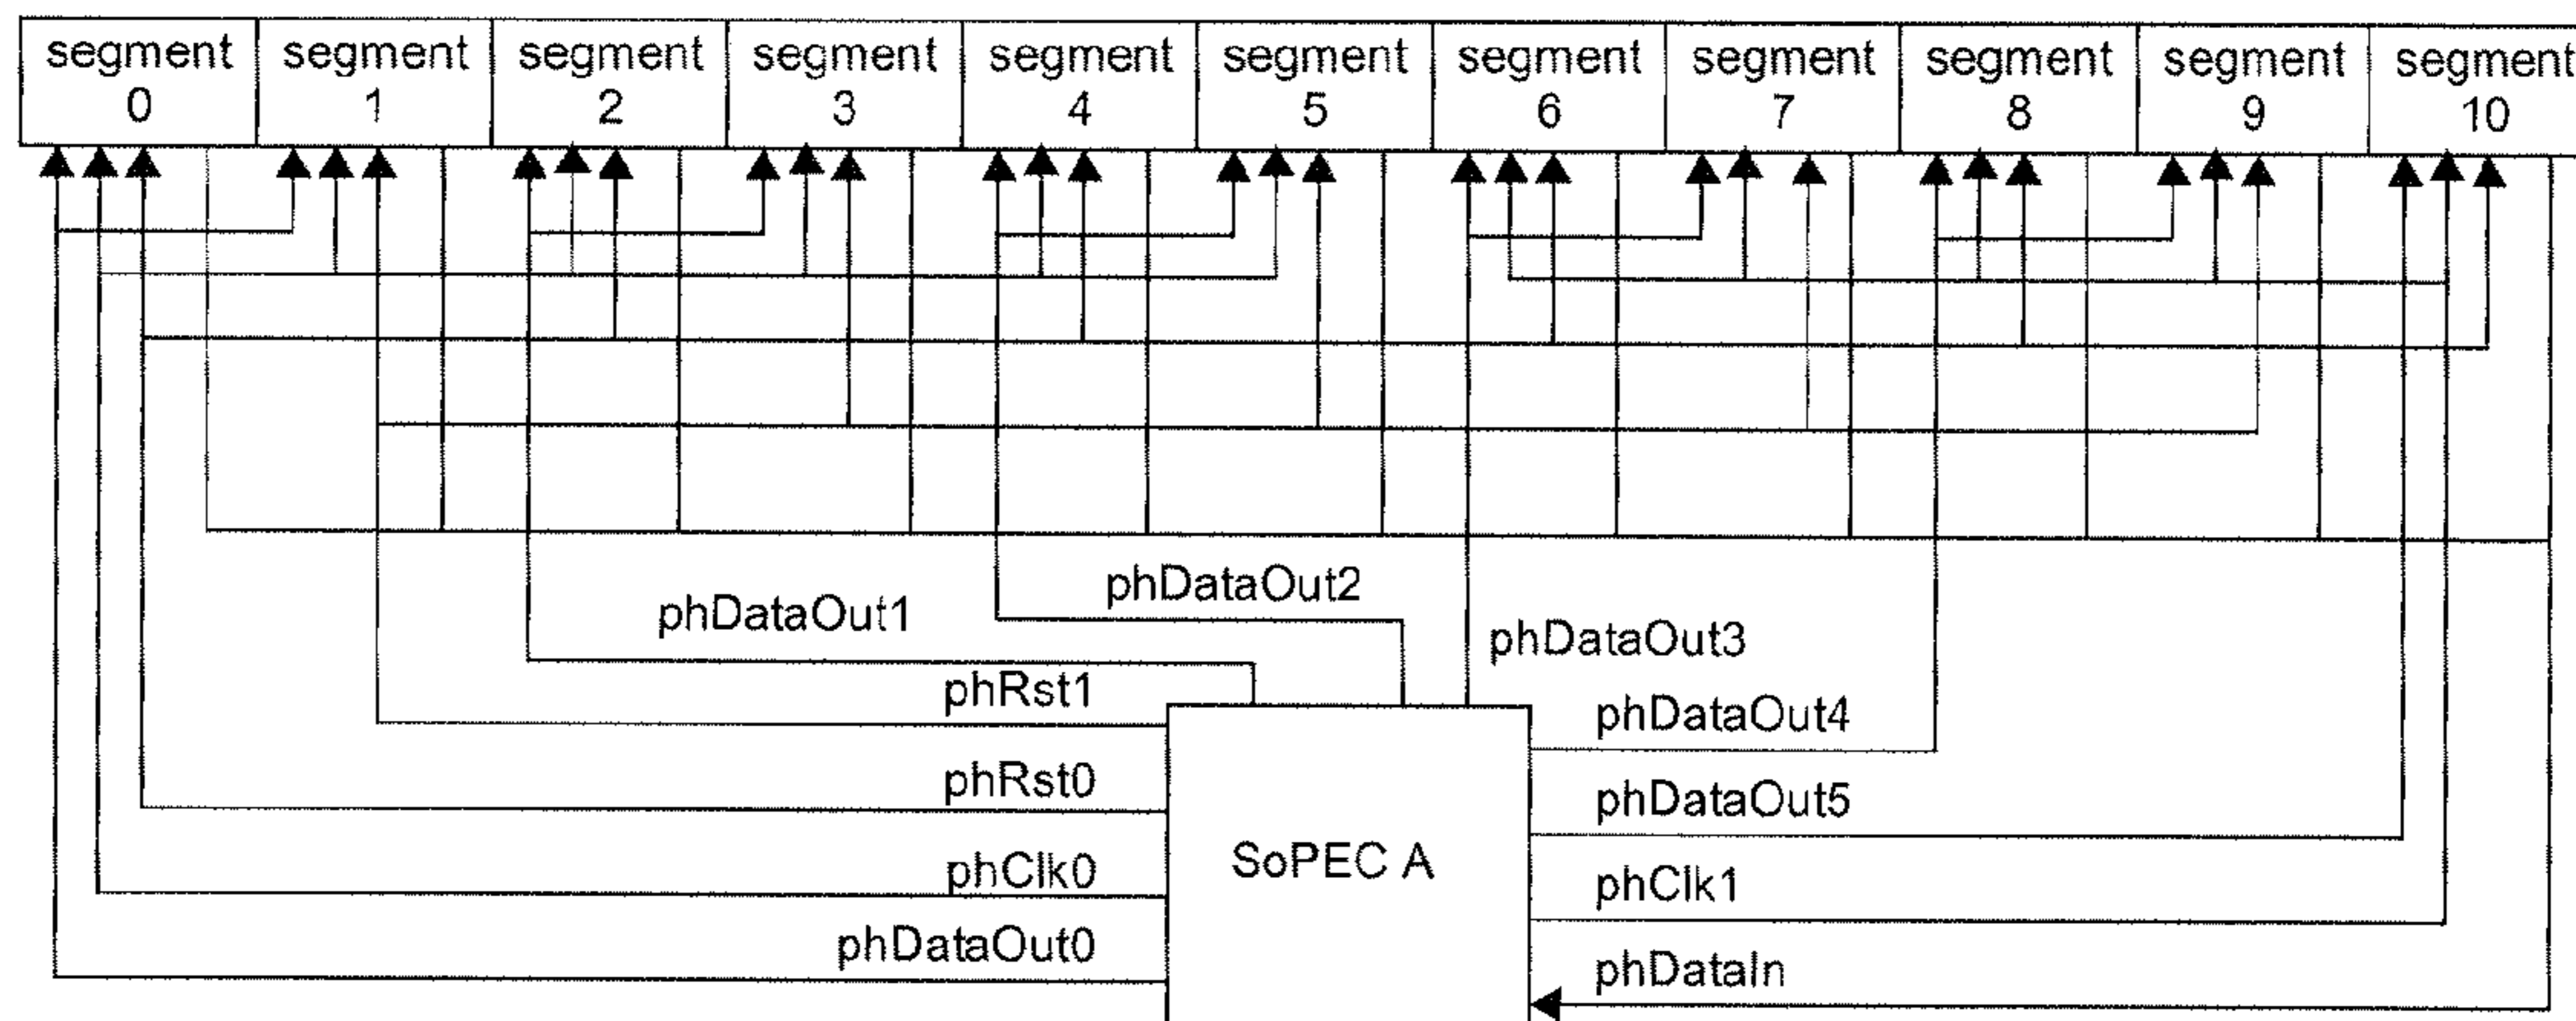 segment segment segment segment segment segment segment segment segment segment segment
0 1 2 3 4 5 6 7 8 9 10
phDataOut2
phDataOut1
phDataOut3
phRst1
phDataOut4
phRst0
phDataOut5
SoPEC A
phClk0
phClk1
phDataOut0
phDataIn